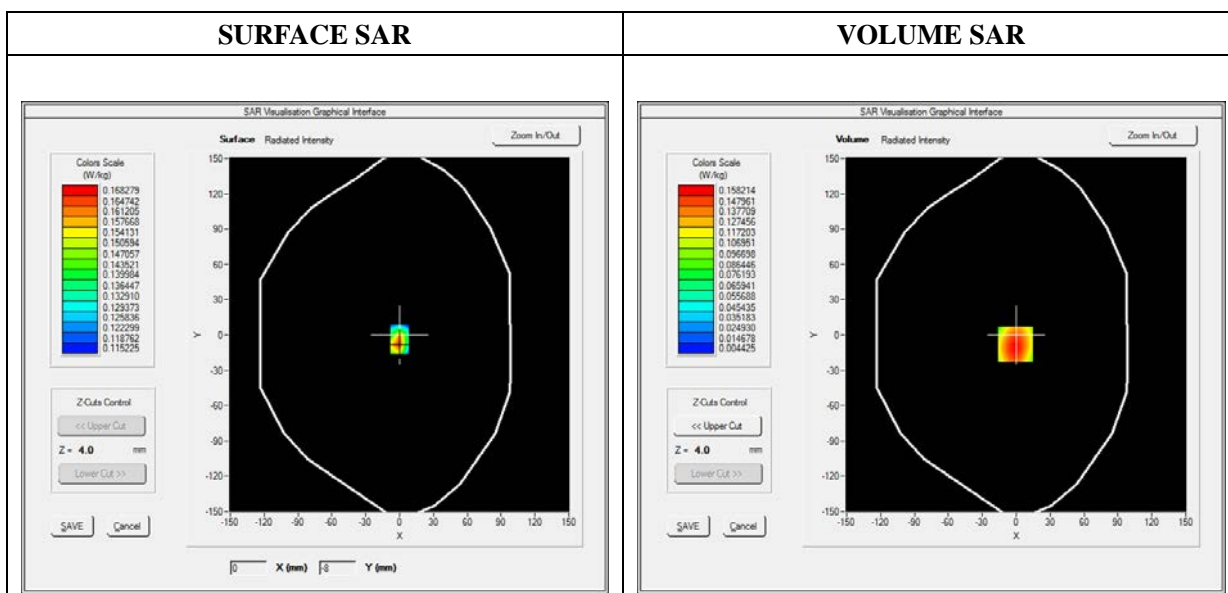 SURFACE SAR
VOLUME SAR
SAR Visualisation Graphical Interface
Surface Radiated Intensity
Zoom In/Out
Colors Scale
(W/kg)
0.168279
0.164742
0.161205
0.157668
0.154131
0.150594
0.147057
0.143521
0.139984
0.136447
0.132910
0.129373
0.125836
0.122299
0.118762
0.115225
Z-Cuts Control
<< Upper Cut
Z = 4.0 mm
Lower Cut >>
SAVE Cancel
150
120
90
60
30
0
-30
-60
-90
-120
-150
Y
-150 -120 -90 -60 -30 0 30 60 90 120 150
X
0 X (mm) -8 Y (mm)
SAR Visualisation Graphical Interface
Volume Radiated Intensity
Zoom In/Out
Colors Scale
(W/kg)
0.158214
0.147961
0.137709
0.127456
0.117203
0.106951
0.096698
0.086446
0.076193
0.065941
0.055688
0.045435
0.035183
0.024930
0.014678
0.004425
Z-Cuts Control
<< Upper Cut
Z = 4.0 mm
Lower Cut >>
SAVE Cancel
150
120
90
60
30
0
-30
-60
-90
-120
-150
Y
-150 -120 -90 -60 -30 0 30 60 90 120 150
X